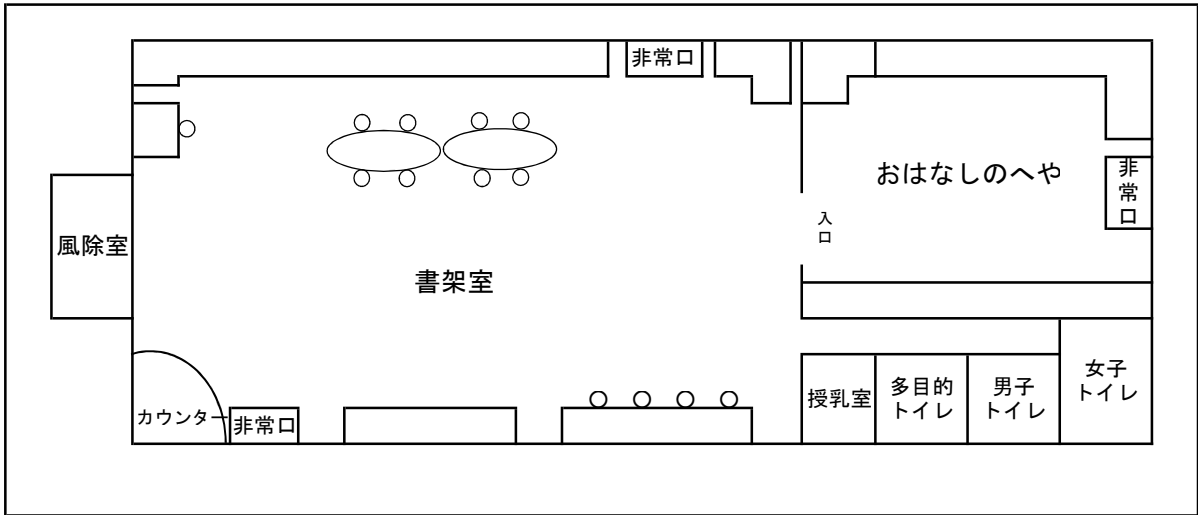 非常口
おはなしのへや
非常口
入口
風除室
書架室
カウンター
非常口
授乳室
多目的
トイレ
男子
トイレ
女子
トイレ